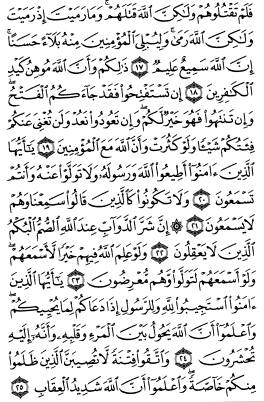 فَلَمْ تَقْتُلُوهُمْ وَلَٰكِنَّ ٱللَّهَ قَتَلَهُمْ ۚ وَمَا رَمَيْتَ إِذْ رَمَيْتَ
وَلَٰكِنَّ ٱللَّهَ رَمَىٰ ۚ وَلِيُبْلِىَ ٱلْمُؤْمِنِينَ مِنْهُ بَلَآءً حَسَنًا ۚ
إِنَّ ٱللَّهَ سَمِيعٌ عَلِيمٌ ١٧ ذَٰلِكُمْ وَأَنَّ ٱللَّهَ مُوهِنُ كَيْدِ
ٱلْكَٰفِرِينَ ١٨ إِن تَسْتَفْتِحُوا۟ فَقَدْ جَآءَكُمُ ٱلْفَتْحُ ۖ
وَإِن تَنتَهُوا۟ فَهُوَ خَيْرٌ لَّكُمْ ۖ وَإِن تَعُودُوا۟ نَعُدْ وَلَن تُغْنِىَ عَنكُمْ
فِئَتُكُمْ شَيْـًٔا وَلَوْ كَثُرَتْ وَأَنَّ ٱللَّهَ مَعَ ٱلْمُؤْمِنِينَ ١٩ يَٰٓأَيُّهَا
ٱلَّذِينَ ءَامَنُوٓا۟ أَطِيعُوا۟ ٱللَّهَ وَرَسُولَهُۥ وَلَا تَوَلَّوْا۟ عَنْهُ وَأَنتُمْ
تَسْمَعُونَ ٢٠ وَلَا تَكُونُوا۟ كَٱلَّذِينَ قَالُوا۟ سَمِعْنَا وَهُمْ
لَا يَسْمَعُونَ ٢١ ۞ إِنَّ شَرَّ ٱلدَّوَآبِّ عِندَ ٱللَّهِ ٱلصُّمُّ ٱلْبُكْمُ
ٱلَّذِينَ لَا يَعْقِلُونَ ٢٢ وَلَوْ عَلِمَ ٱللَّهُ فِيهِمْ خَيْرًا لَّأَسْمَعَهُمْ ۖ
وَلَوْ أَسْمَعَهُمْ لَتَوَلَّوا۟ وَّهُم مُّعْرِضُونَ ٢٣ يَٰٓأَيُّهَا ٱلَّذِينَ
ءَامَنُوا۟ ٱسْتَجِيبُوا۟ لِلَّهِ وَلِلرَّسُولِ إِذَا دَعَاكُمْ لِمَا يُحْيِيكُمْ ۖ
وَٱعْلَمُوٓا۟ أَنَّ ٱللَّهَ يَحُولُ بَيْنَ ٱلْمَرْءِ وَقَلْبِهِۦ وَأَنَّهُۥٓ إِلَيْهِ
تُحْشَرُونَ ٢٤ وَٱتَّقُوا۟ فِتْنَةً لَّا تُصِيبَنَّ ٱلَّذِينَ ظَلَمُوا۟
مِنكُمْ خَآصَّةً ۖ وَٱعْلَمُوٓا۟ أَنَّ ٱللَّهَ شَدِيدُ ٱلْعِقَابِ ٢٥